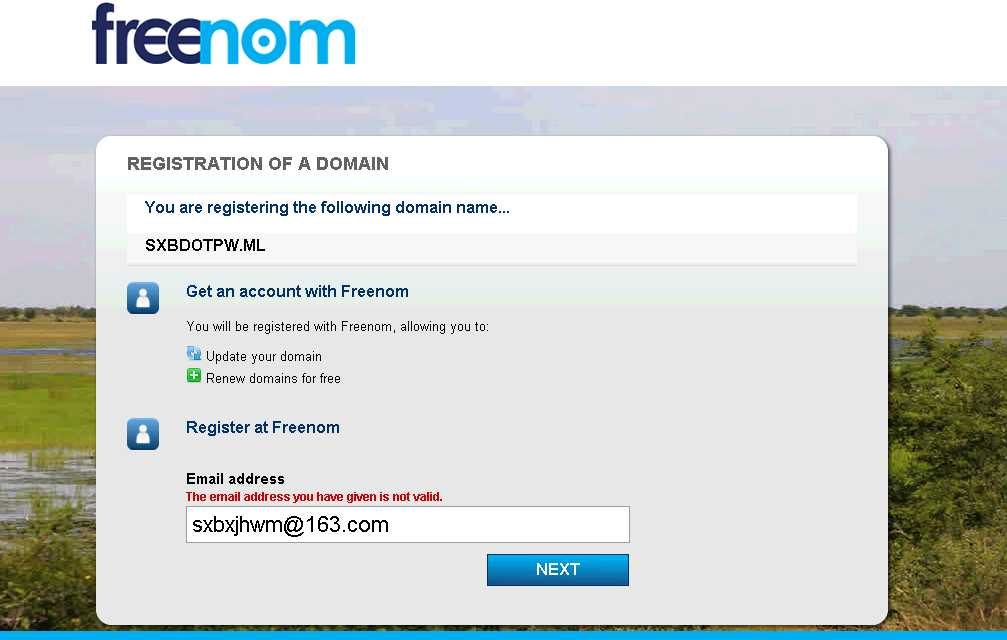 freenom
REGISTRATION OF A DOMAIN
You are registering the following domain name...
SXBDOTPW.ML
Get an account with Freenom
You will be registered with Freenom, allowing you to:
Update your domain
Renew domains for free
Register at Freenom
Email address
The email address you have given is not valid.
sxbxjhwm@163.com
NEXT